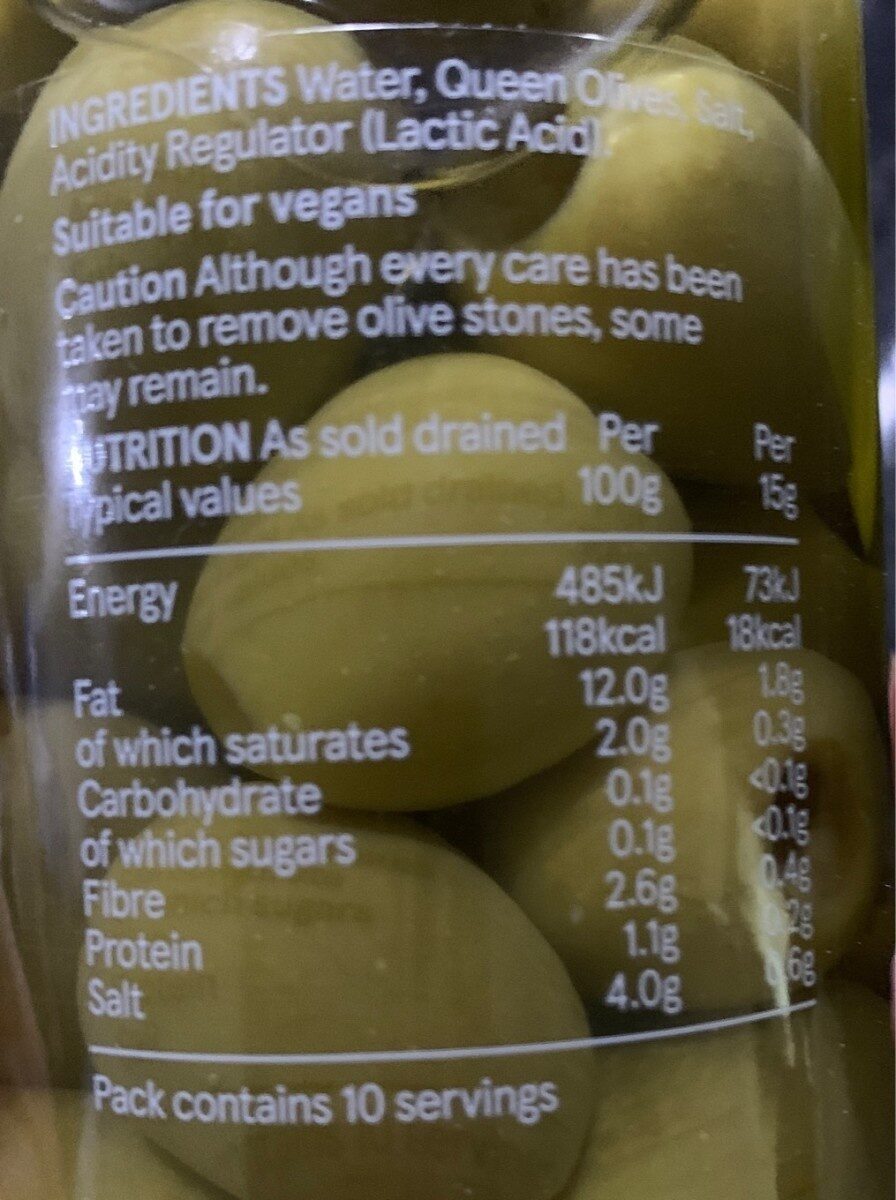 INGREDIENTS Water, Queen Olives, Salt,
Acidity Regulator (Lactic Acid).
Suitable for vegans
Caution Although every care has been
taken to remove olive stones, some
may remain.
NUTRITION As sold drained Per Per
Typical values 100g 15g
Energy 485kJ 73kJ
118kcal 18kcal
Fat 12.0g 1.8g
of which saturates 2.0g 0.3g
Carbohydrate 0.1g <0.1g
of which sugars 0.1g <0.1g
Fibre 2.6g 0.4g
Protein 1.1g 0.2g
Salt 4.0g 0.6g
Pack contains 10 servings